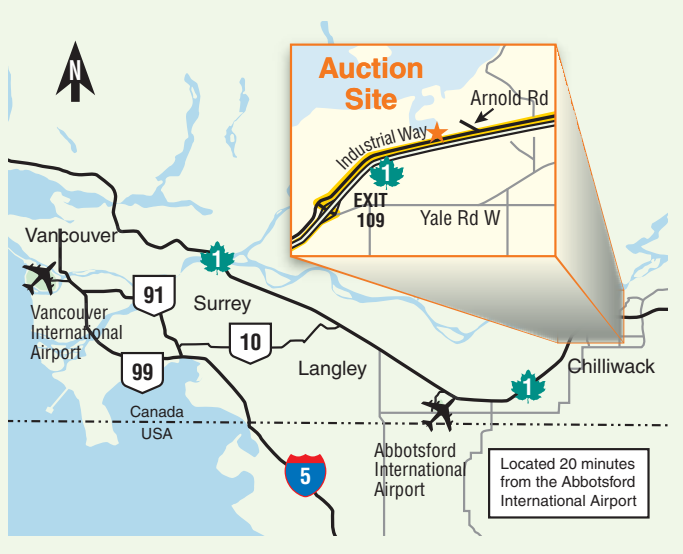 N
Auction
Site
Arnold Rd
Industrial Way
1
EXIT
109
Yale Rd W
Vancouver
1
91
Surrey
Vancouver
International
Airport
10
99
Langley
Chilliwack
1
Canada
USA
Abbotsford
International
Airport
5
Located 20 minutes
from the Abbotsford
International Airport